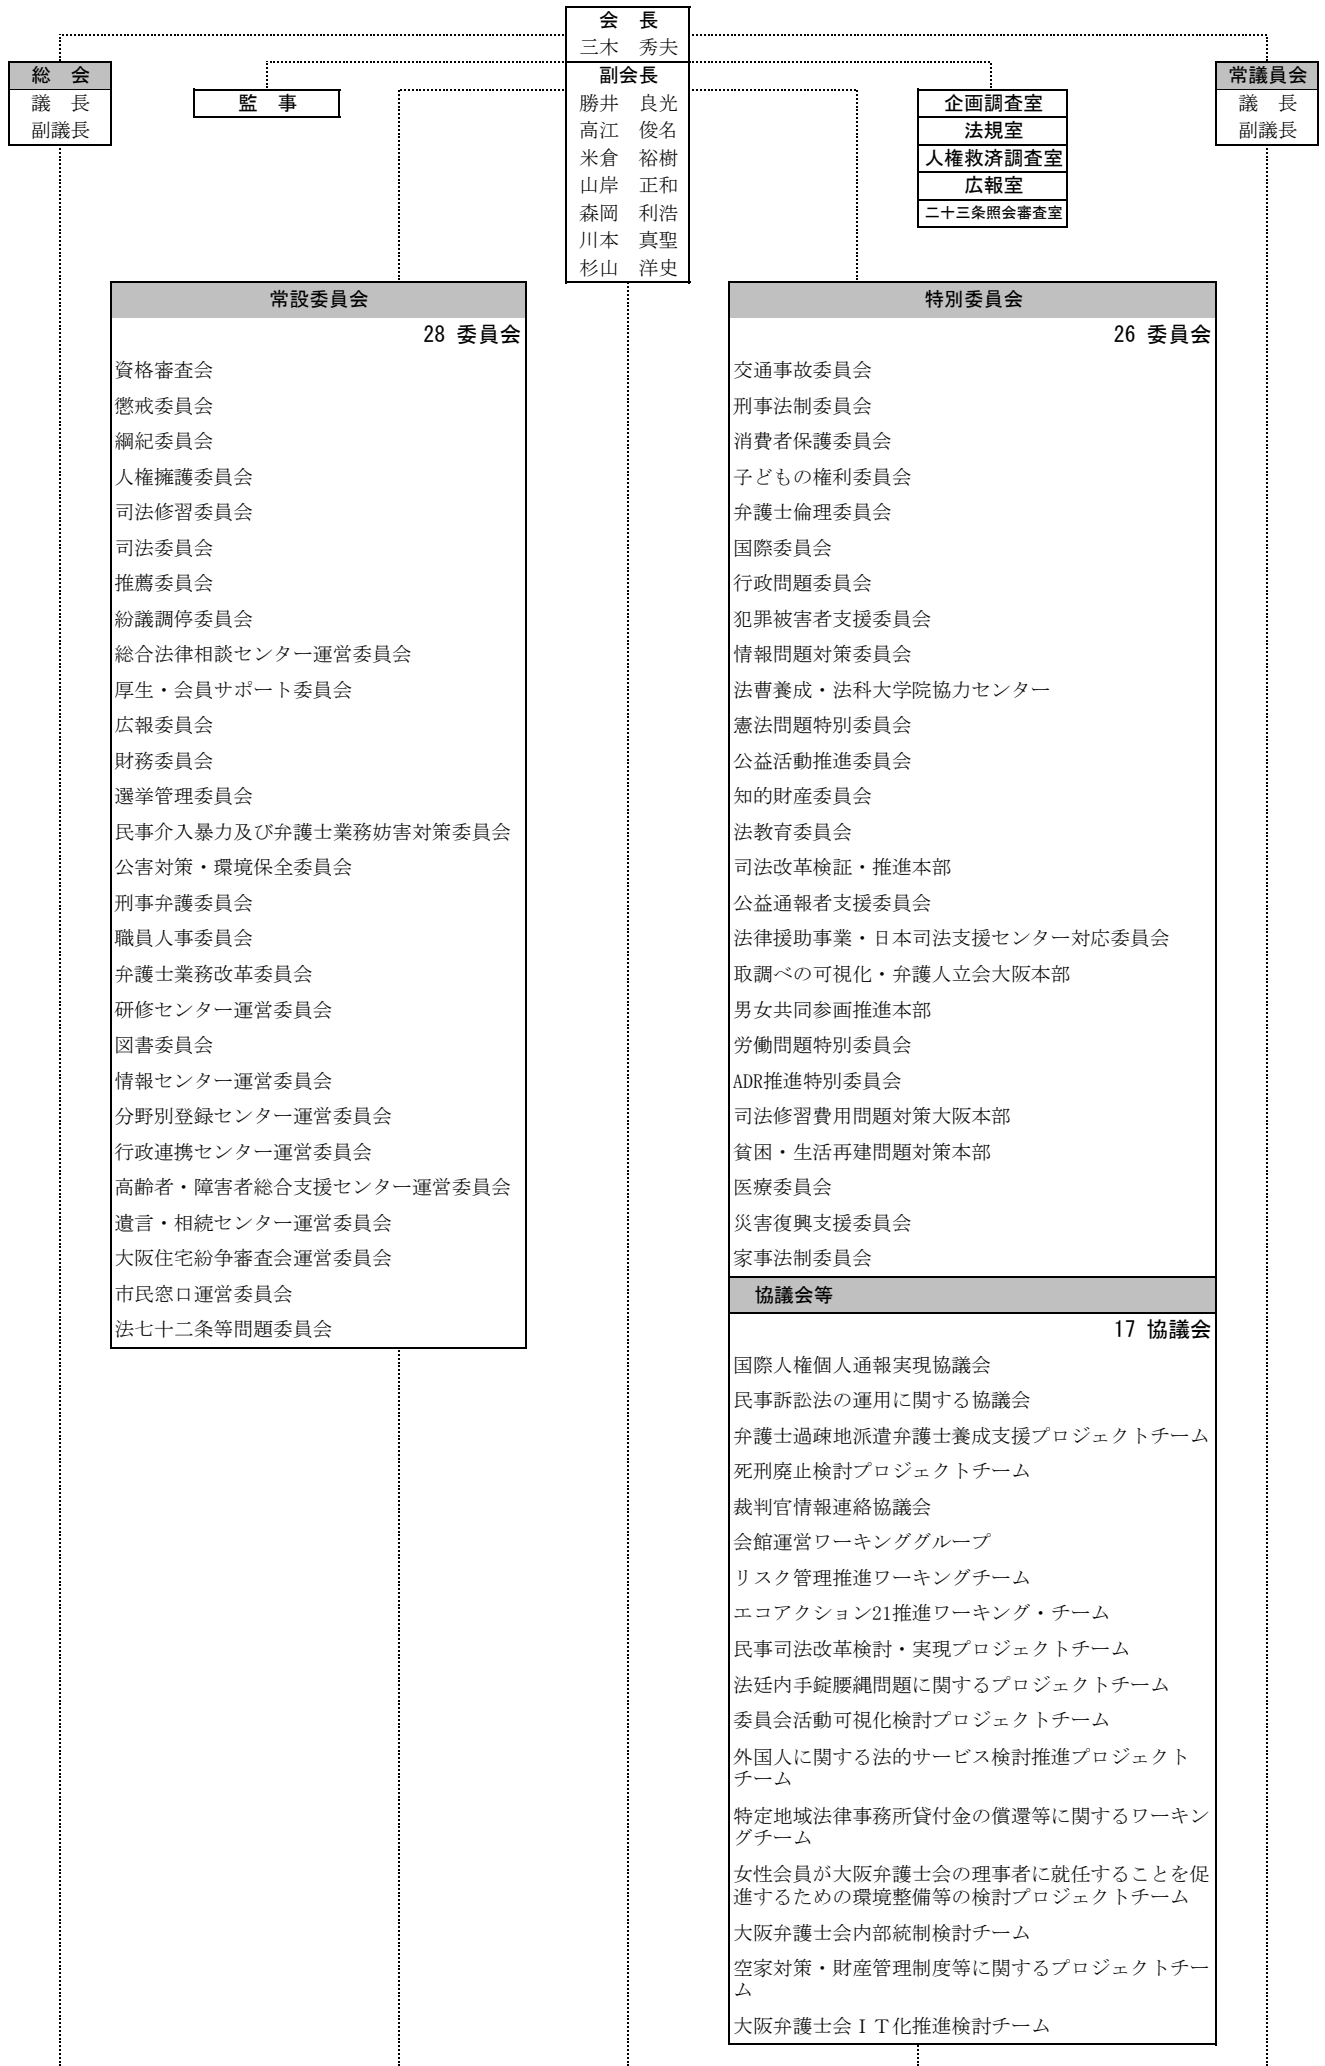 会　長
三木　秀夫
総　会
議　長
副議長
監　事
副会長
勝井　良光
高江　俊名
米倉　裕樹
山岸　正和
森岡　利浩
川本　真聖
杉山　洋史
企画調査室
法規室
人権救済調査室
広報室
二十三条照会審査室
常議員会
議　長
副議長
常設委員会
28 委員会
資格審査会
懲戒委員会
綱紀委員会
人権擁護委員会
司法修習委員会
司法委員会
推薦委員会
紛議調停委員会
総合法律相談センター運営委員会
厚生・会員サポート委員会
広報委員会
財務委員会
選挙管理委員会
民事介入暴力及び弁護士業務妨害対策委員会
公害対策・環境保全委員会
刑事弁護委員会
職員人事委員会
弁護士業務改革委員会
研修センター運営委員会
図書委員会
情報センター運営委員会
分野別登録センター運営委員会
行政連携センター運営委員会
高齢者・障害者総合支援センター運営委員会
遺言・相続センター運営委員会
大阪住宅紛争審査会運営委員会
市民窓口運営委員会
法七十二条等問題委員会
特別委員会
26 委員会
交通事故委員会
刑事法制委員会
消費者保護委員会
子どもの権利委員会
弁護士倫理委員会
国際委員会
行政問題委員会
犯罪被害者支援委員会
情報問題対策委員会
法曹養成・法科大学院協力センター
憲法問題特別委員会
公益活動推進委員会
知的財産委員会
法教育委員会
司法改革検証・推進本部
公益通報者支援委員会
法律援助事業・日本司法支援センター対応委員会
取調べの可視化・弁護人立会大阪本部
男女共同参画推進本部
労働問題特別委員会
ADR推進特別委員会
司法修習費用問題対策大阪本部
貧困・生活再建問題対策本部
医療委員会
災害復興支援委員会
家事法制委員会
協議会等
17 協議会
国際人権個人通報実現協議会
民事訴訟法の運用に関する協議会
弁護士過疎地派遣弁護士養成支援プロジェクトチーム
死刑廃止検討プロジェクトチーム
裁判官情報連絡協議会
会館運営ワーキンググループ
リスク管理推進ワーキングチーム
エコアクション21推進ワーキング・チーム
民事司法改革検討・実現プロジェクトチーム
法廷内手錠腰縄問題に関するプロジェクトチーム
委員会活動可視化検討プロジェクトチーム
外国人に関する法的サービス検討推進プロジェクト
チーム
特定地域法律事務所貸付金の償還等に関するワーキン
グチーム
女性会員が大阪弁護士会の理事者に就任することを促
進するための環境整備等の検討プロジェクトチーム
大阪弁護士会内部統制検討チーム
空家対策・財産管理制度等に関するプロジェクトチー
ム
大阪弁護士会ＩＴ化推進検討チーム